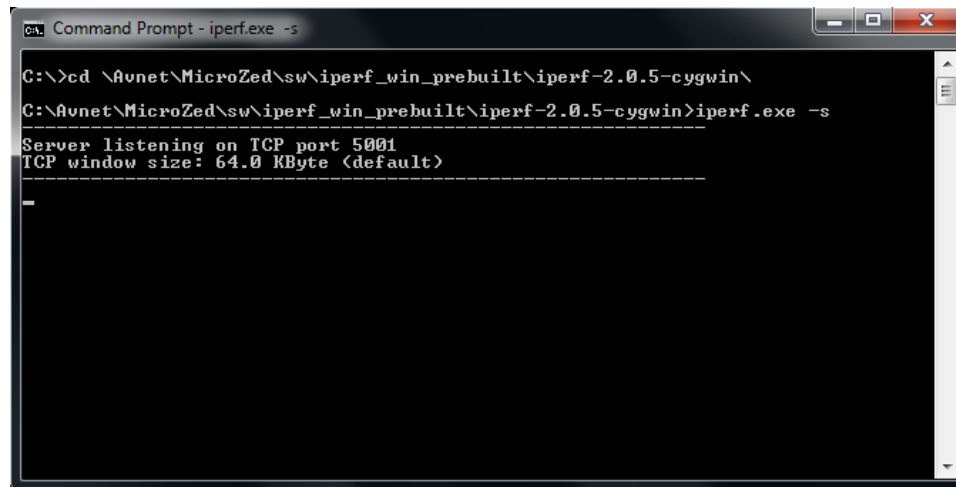 Command Prompt - iperf.exe -s
C:\>cd \Avnet\MicroZed\sw\iperf_win_prebuilt\iperf-2.0.5-cygwin\
C:\Avnet\MicroZed\sw\iperf_win_prebuilt\iperf-2.0.5-cygwin>iperf.exe -s
------------------------------------------------------------
Server listening on TCP port 5001
TCP window size: 64.0 KByte (default)
------------------------------------------------------------